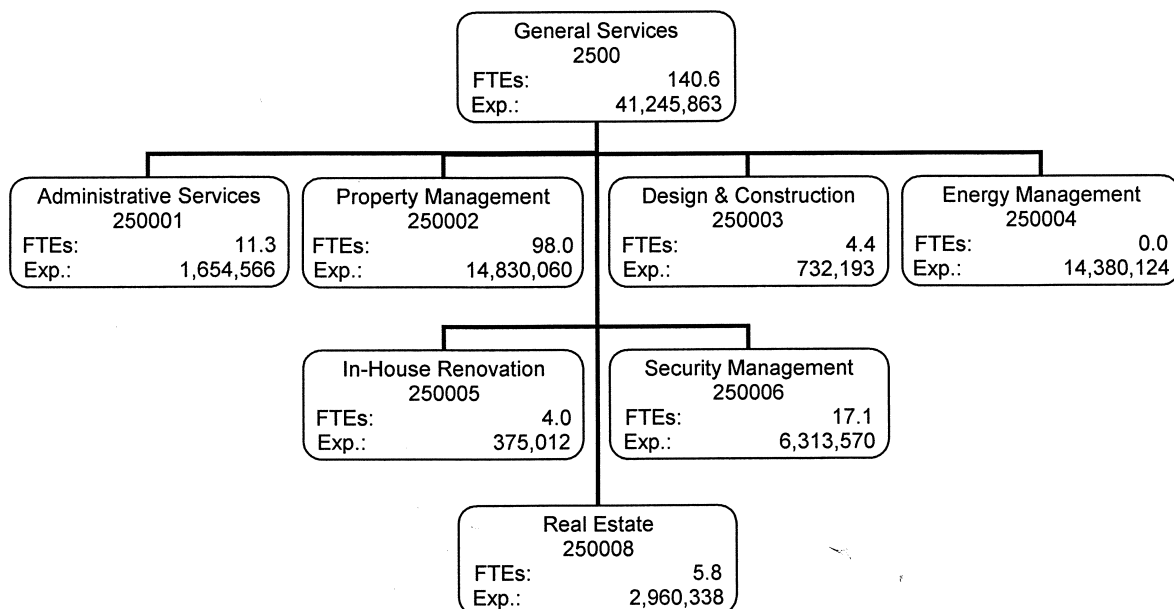 General Services
2500
FTEs: 140.6
Exp.: 41,245,863
Administrative Services
250001
FTEs: 11.3
Exp.: 1,654,566
Property Management
250002
FTEs: 98.0
Exp.: 14,830,060
Design & Construction
250003
FTEs: 4.4
Exp.: 732,193
Energy Management
250004
FTEs: 0.0
Exp.: 14,380,124
In-House Renovation
250005
FTEs: 4.0
Exp.: 375,012
Security Management
250006
FTEs: 17.1
Exp.: 6,313,570
Real Estate
250008
FTEs: 5.8
Exp.: 2,960,338